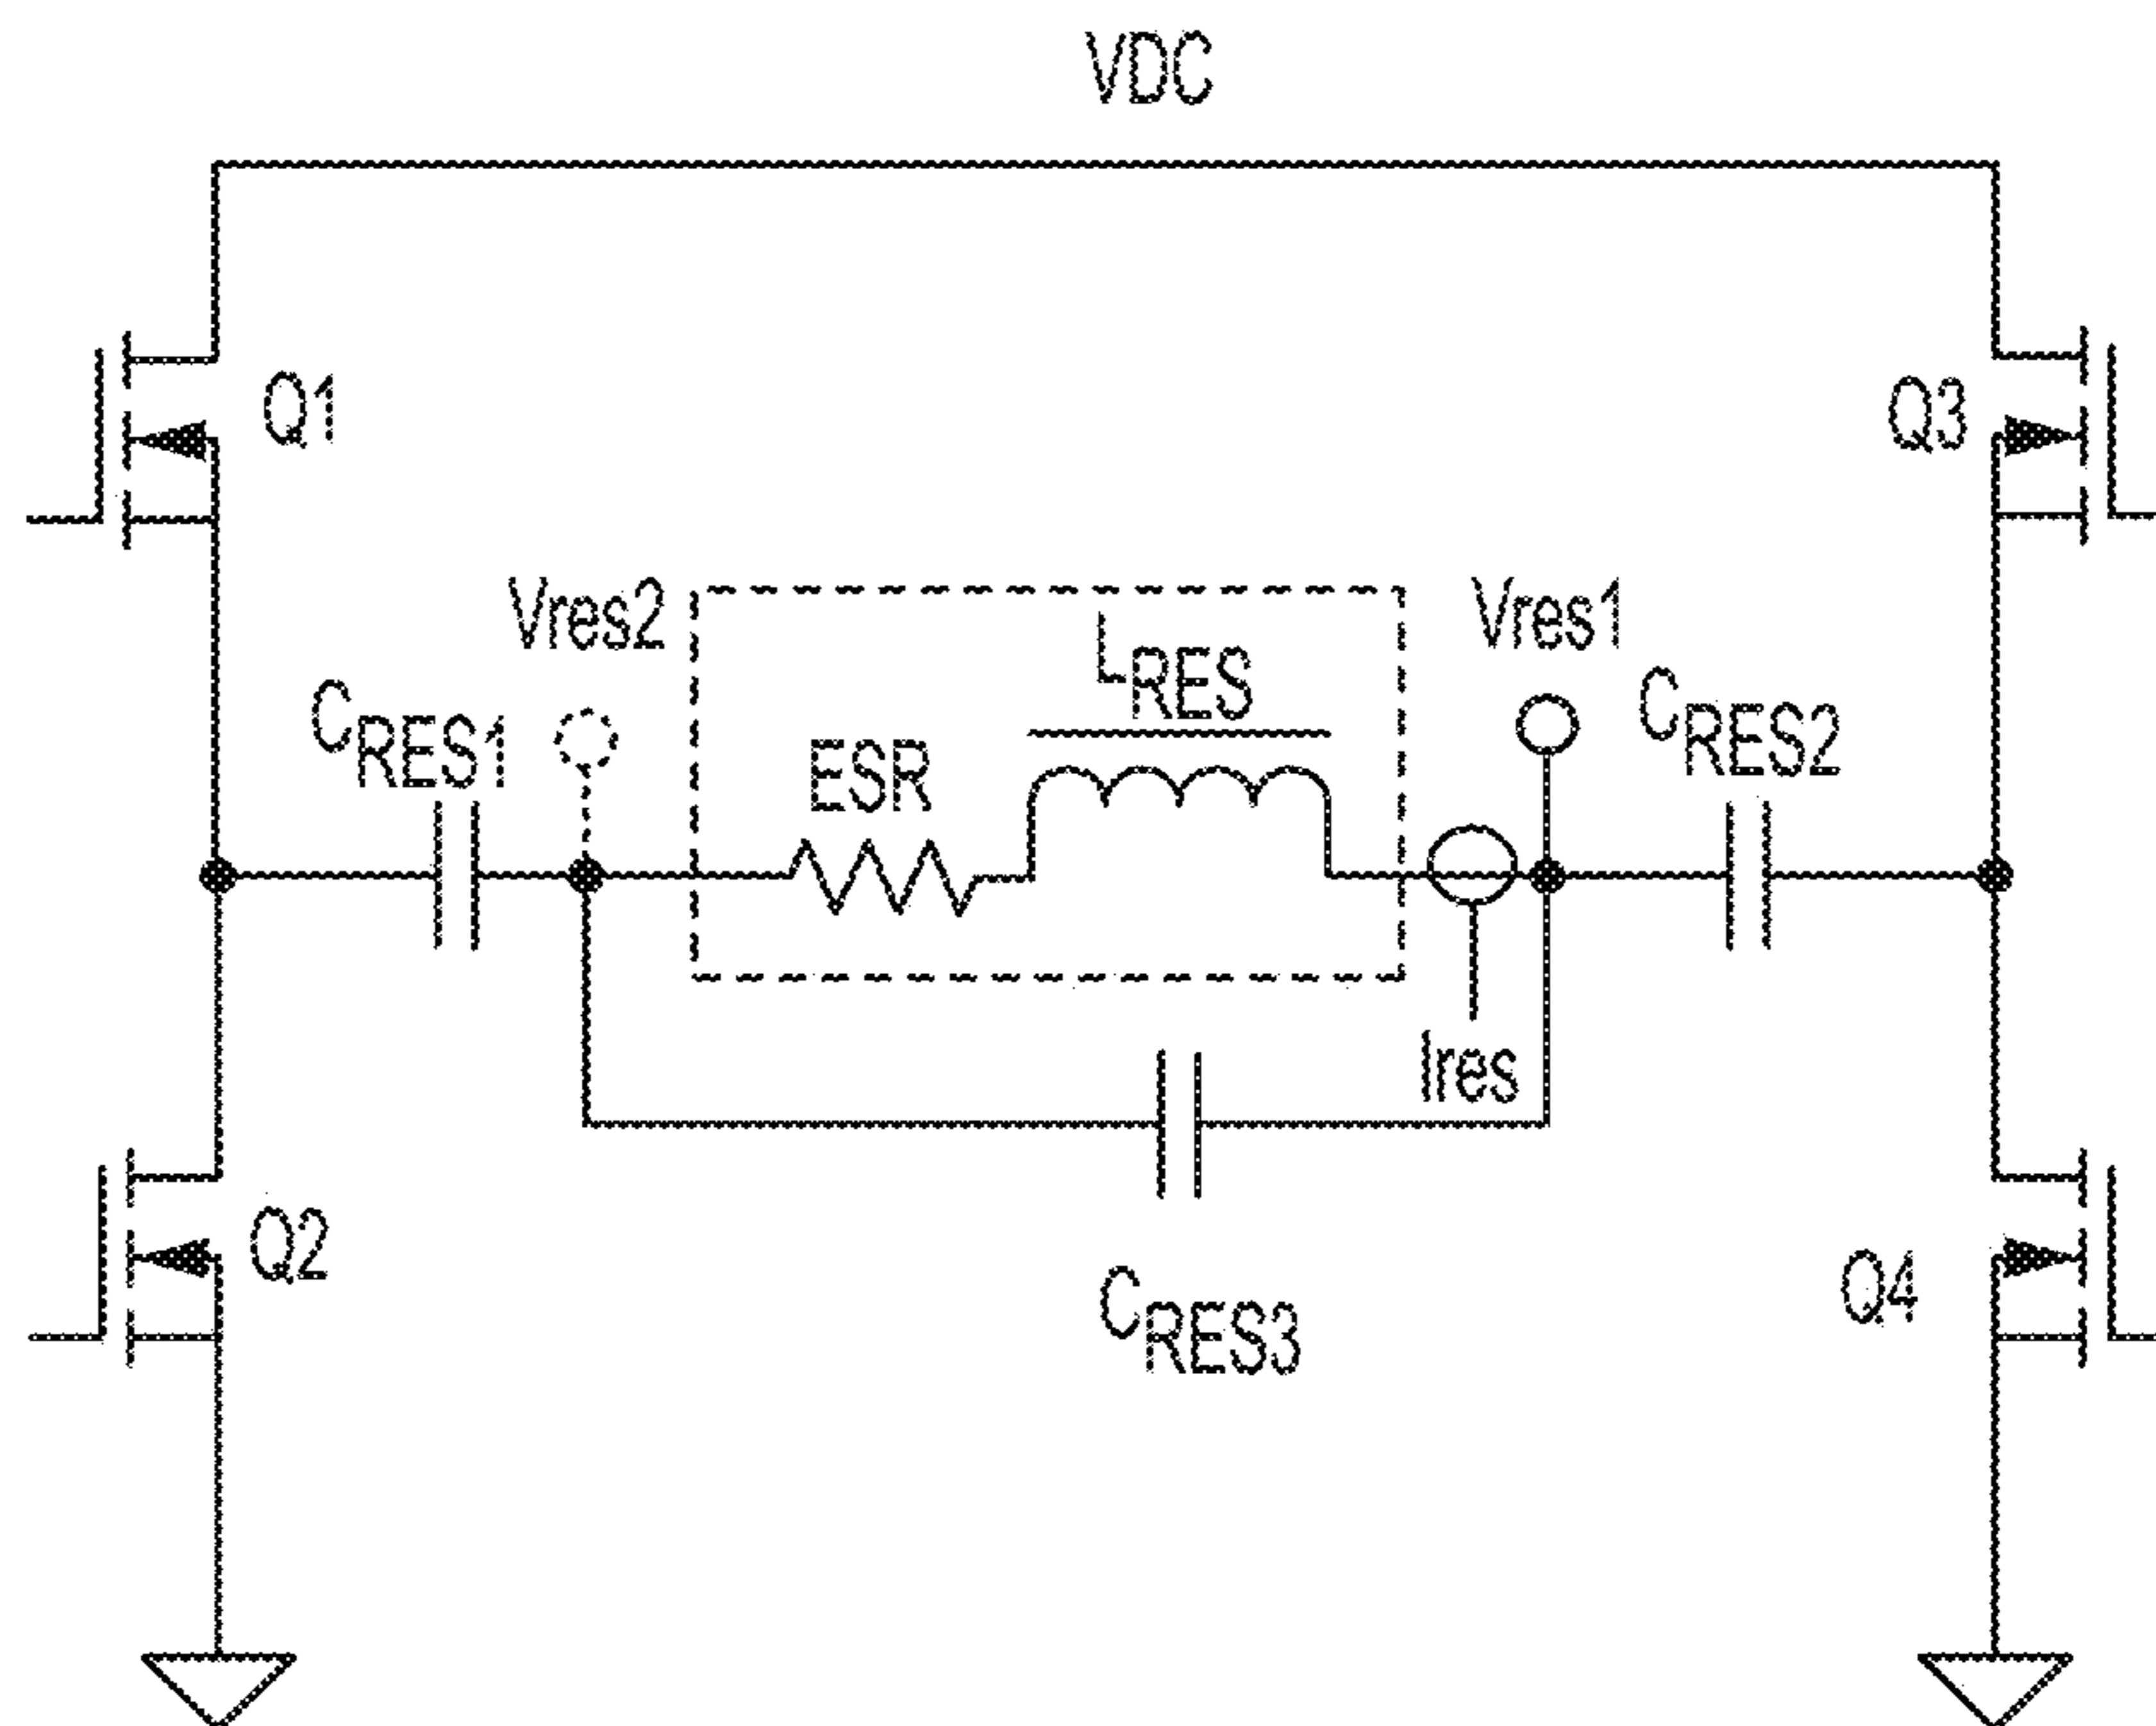 VDC
Q1
Q3
Vres2
Vres1
LRES
CRES1
CRES2
ESR
Ires
Q2
Q4
CRES3